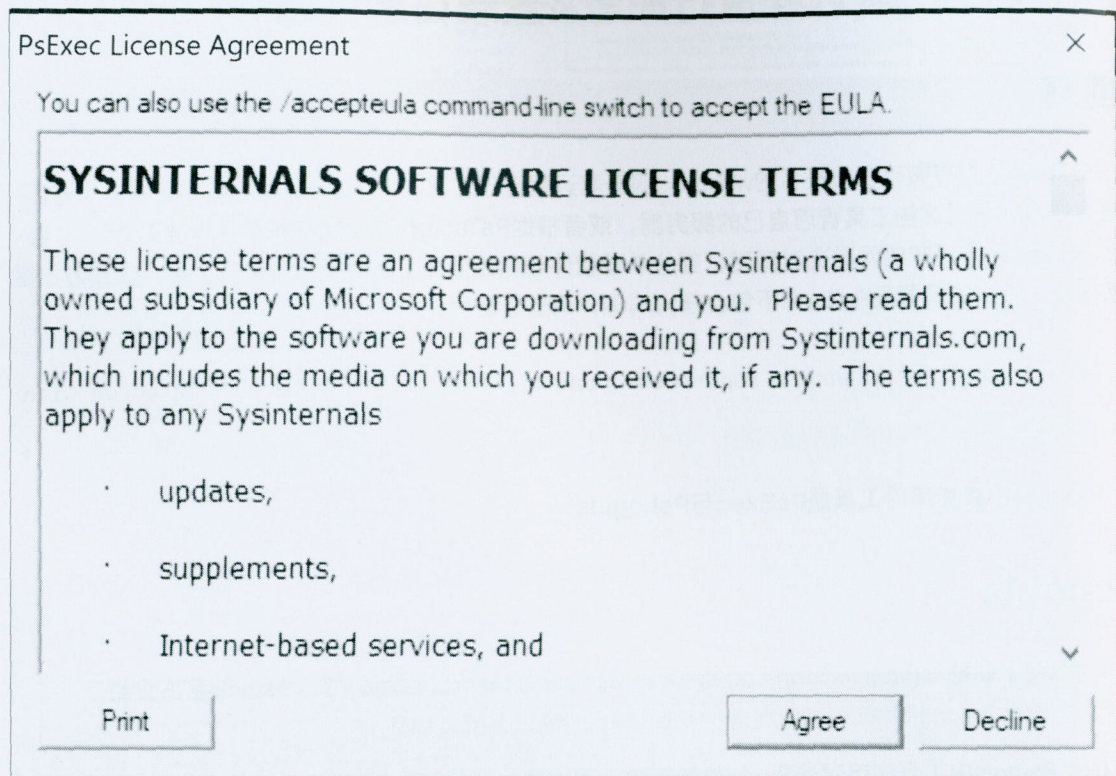 PsExec License Agreement
You can also use the /accepteula command-line switch to accept the EULA.
SYSINTERNALS SOFTWARE LICENSE TERMS
These license terms are an agreement between Sysinternals (a wholly
owned subsidiary of Microsoft Corporation) and you. Please read them.
They apply to the software you are downloading from Systinternals.com,
which includes the media on which you received it, if any. The terms also
apply to any Sysinternals
· updates,
· supplements,
· Internet-based services, and
Print Agree Decline